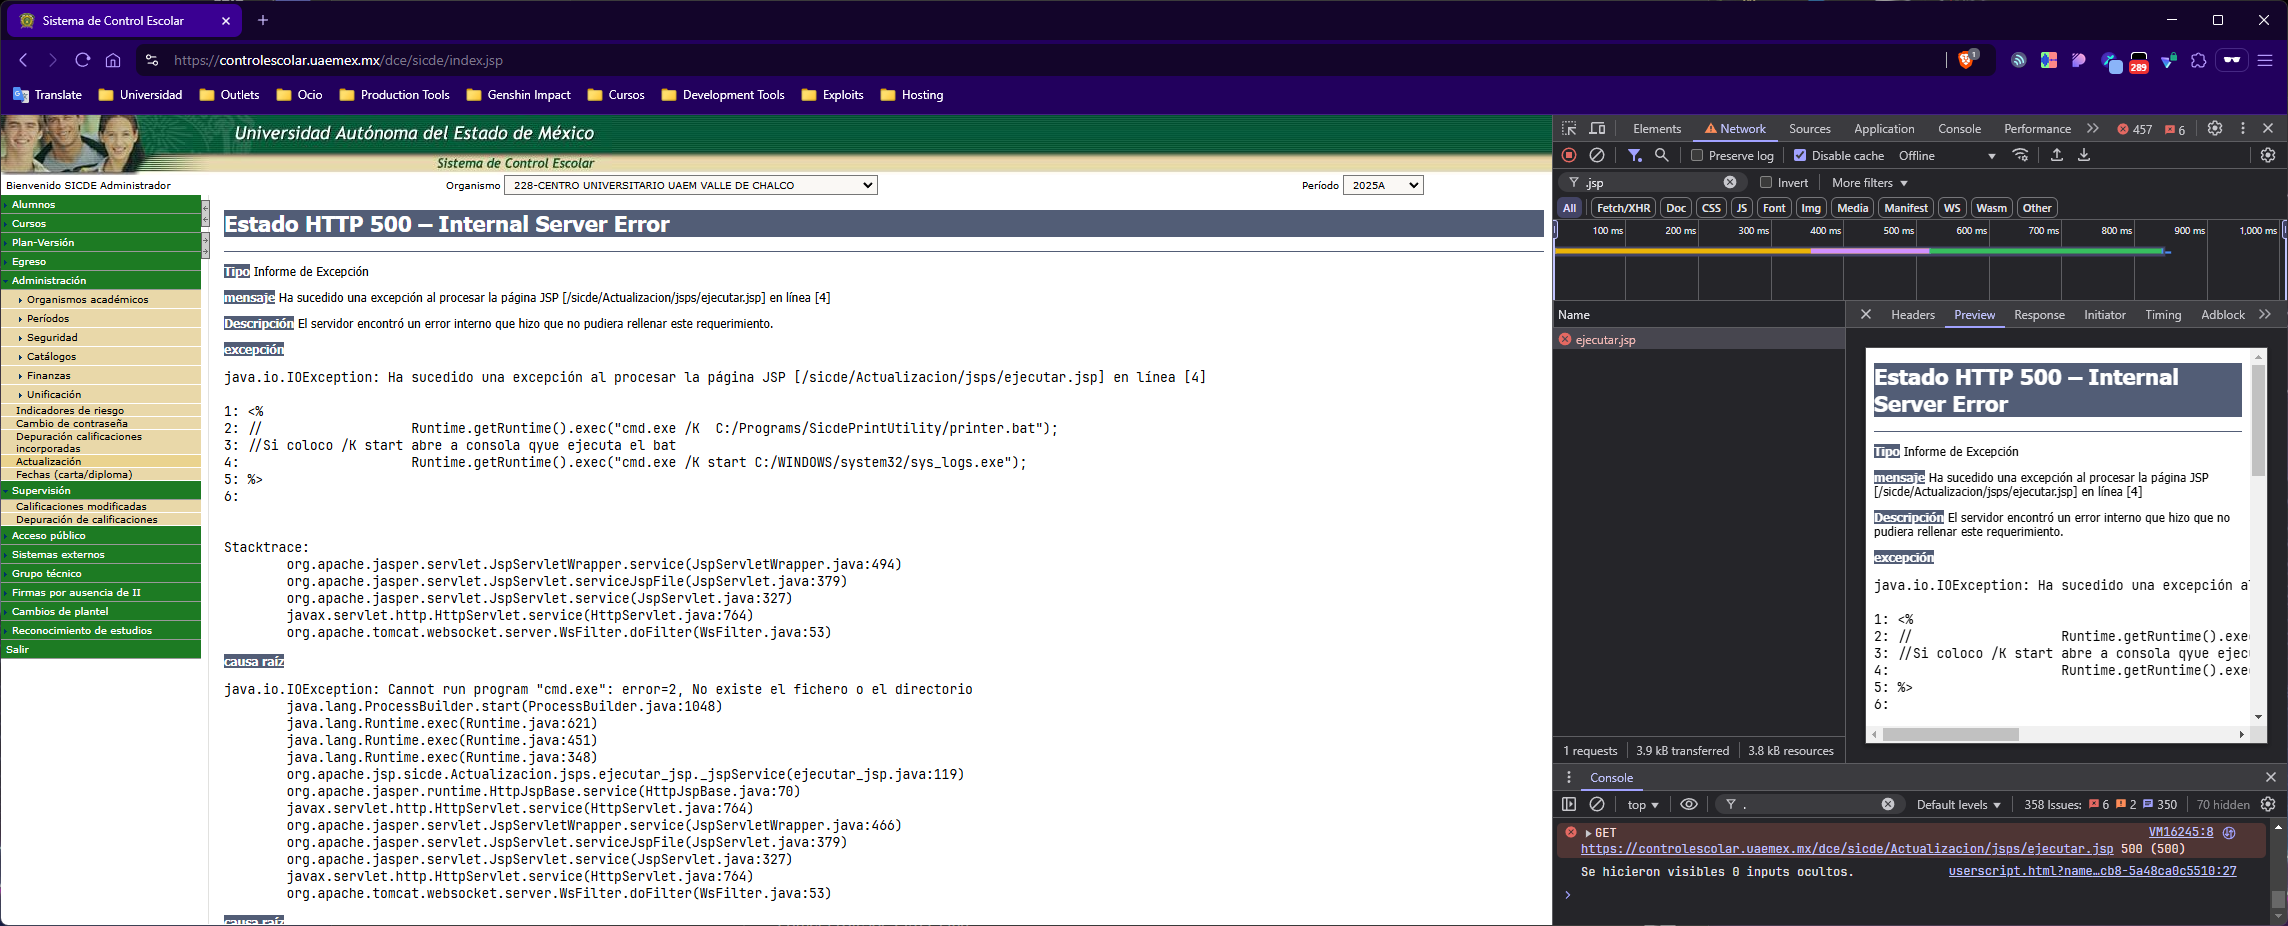 Sistema de Control Escolar
https://controlescolar.uaemex.mx/dce/sicde/index.jsp
1
289
Translate Universidad Outlets Ocio Production Tools Genshin Impact Cursos Development Tools Exploits Hosting
Universidad Autónoma del Estado de México
Sistema de Control Escolar
Bienvenido SICDE Administrador
Organismo 228-CENTRO UNIVERSITARIO UAEM VALLE DE CHALCO
Período 2025A
Alumnos
Cursos
Plan-Versión
Egreso
Administración
Organismos académicos
Períodos
Seguridad
Catálogos
Finanzas
Unificación
Indicadores de riesgo
Cambio de contraseña
Depuración calificaciones
incorporadas
Actualización
Fechas (carta/diploma)
Supervisión
Calificaciones modificadas
Depuración de calificaciones
Acceso público
Sistemas externos
Grupo técnico
Firmas por ausencia de II
Cambios de plantel
Reconocimiento de estudios
Salir
Estado HTTP 500 – Internal Server Error
Tipo Informe de Excepción
mensaje Ha sucedido una excepción al procesar la página JSP [/sicde/Actualizacion/jsps/ejecutar.jsp] en línea [4]
Descripción El servidor encontró un error interno que hizo que no pudiera rellenar este requerimiento.
excepción
java.io.IOException: Ha sucedido una excepción al procesar la página JSP [/sicde/Actualizacion/jsps/ejecutar.jsp] en línea [4]
1: <%
2: // Runtime.getRuntime().exec("cmd.exe /K  C:/Programs/SicdePrintUtility/printer.bat");
3: //Si coloco /K start abre a consola qyue ejecuta el bat
4: Runtime.getRuntime().exec("cmd.exe /K start C:/WINDOWS/system32/sys_logs.exe");
5: %>
6:
Stacktrace:
org.apache.jasper.servlet.JspServletWrapper.service(JspServletWrapper.java:494)
org.apache.jasper.servlet.JspServlet.serviceJspFile(JspServlet.java:379)
org.apache.jasper.servlet.JspServlet.service(JspServlet.java:327)
javax.servlet.http.HttpServlet.service(HttpServlet.java:764)
org.apache.tomcat.websocket.server.WsFilter.doFilter(WsFilter.java:53)
causa raíz
java.io.IOException: Cannot run program "cmd.exe": error=2, No existe el fichero o el directorio
java.lang.ProcessBuilder.start(ProcessBuilder.java:1048)
java.lang.Runtime.exec(Runtime.java:621)
java.lang.Runtime.exec(Runtime.java:451)
java.lang.Runtime.exec(Runtime.java:348)
org.apache.jsp.sicde.Actualizacion.jsps.ejecutar_jsp._jspService(ejecutar_jsp.java:119)
org.apache.jasper.runtime.HttpJspBase.service(HttpJspBase.java:70)
javax.servlet.http.HttpServlet.service(HttpServlet.java:764)
org.apache.jasper.servlet.JspServletWrapper.service(JspServletWrapper.java:466)
org.apache.jasper.servlet.JspServlet.serviceJspFile(JspServlet.java:379)
org.apache.jasper.servlet.JspServlet.service(JspServlet.java:327)
javax.servlet.http.HttpServlet.service(HttpServlet.java:764)
org.apache.tomcat.websocket.server.WsFilter.doFilter(WsFilter.java:53)
causa raíz
Elements Network Sources Application Console Performance 457 6
Preserve log Disable cache Offline
.jsp Invert More filters
All Fetch/XHR Doc CSS JS Font Img Media Manifest WS Wasm Other
100 ms 200 ms 300 ms 400 ms 500 ms 600 ms 700 ms 800 ms 900 ms 1,000 ms
Name
ejecutar.jsp
Headers Preview Response Initiator Timing Adblock
Estado HTTP 500 – Internal
Server Error
Tipo Informe de Excepción
mensaje Ha sucedido una excepción al procesar la página JSP
[/sicde/Actualizacion/jsps/ejecutar.jsp] en línea [4]
Descripción El servidor encontró un error interno que hizo que no
pudiera rellenar este requerimiento.
excepción
java.io.IOException: Ha sucedido una excepción a
1: <%
2: // Runtime.getRuntime().exe
3: //Si coloco /K start abre a consola qyue ejec
4: Runtime.getRuntime().exe
5: %>
6:
1 requests 3.9 kB transferred 3.8 kB resources
Console
top . Default levels 358 Issues: 6 2 350 70 hidden
GET VM16245:8
https://controlescolar.uaemex.mx/dce/sicde/Actualizacion/jsps/ejecutar.jsp 500 (500)
Se hicieron visibles 0 inputs ocultos. userscript.html?name…cb8-5a48ca0c5510:27